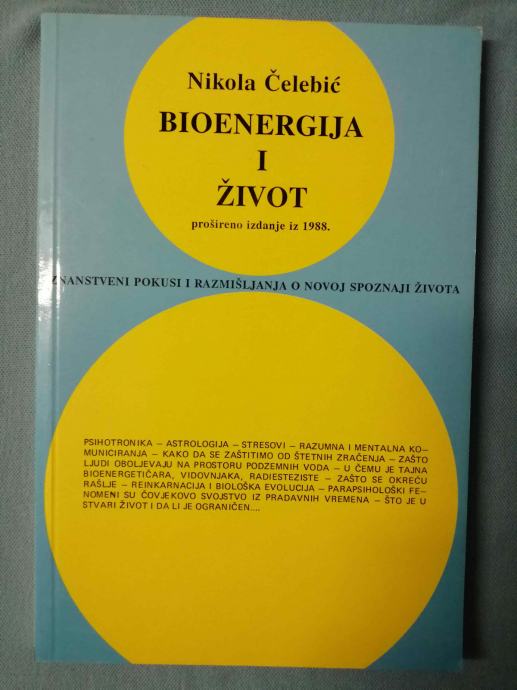 Nikola Čelebić
BIOENERGIJA
I
ŽIVOT
prošireno izdanje iz 1988.
ZNANSTVENI POKUSI I RAZMIŠLJANJA O NOVOJ SPOZNAJI ŽIVOTA
PSIHOTRONIKA – ASTROLOGIJA – STRESOVI – RAZUMNA I MENTALNA KO-
MUNICIRANJA – KAKO DA SE ZAŠTITIMO OD ŠTETNIH ZRAČENJA – ZAŠTO
LJUDI OBOLJEVAJU NA PROSTORU PODZEMNIH VODA – U ČEMU JE TAJNA
BIOENERGETIČARA, VIDOVNJAKA, RADIESTEZISTE – ZAŠTO SE OKREĆU
RAŠLJE – REINKARNACIJA I BIOLOŠKA EVOLUCIJA – PARAPSIHOLOŠKI FE-
NOMENI SU ČOVJEKOVO SVOJSTVO IZ PRADAVNIH VREMENA – ŠTO JE U
STVARI ŽIVOT I DA LI JE OGRANIČEN....